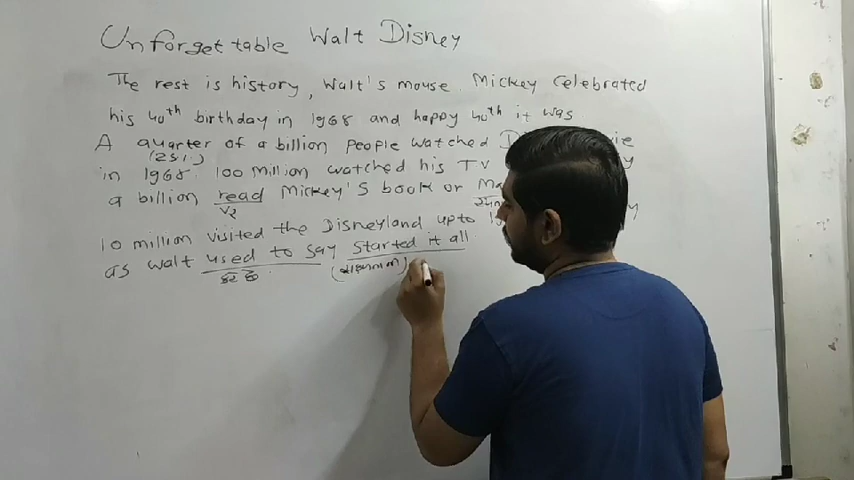 Unforgettable Walt Disney
The rest is history, Walt's mouse Mickey celebrated
his 40th birthday in 1968 and happy 40th it was
A quarter of a billion people watched
(25%)
in 1968. 100 million watched his TV
a billion read Mickey's book or
V2
10 million visited the Disneyland upto
as walt used to say started it all